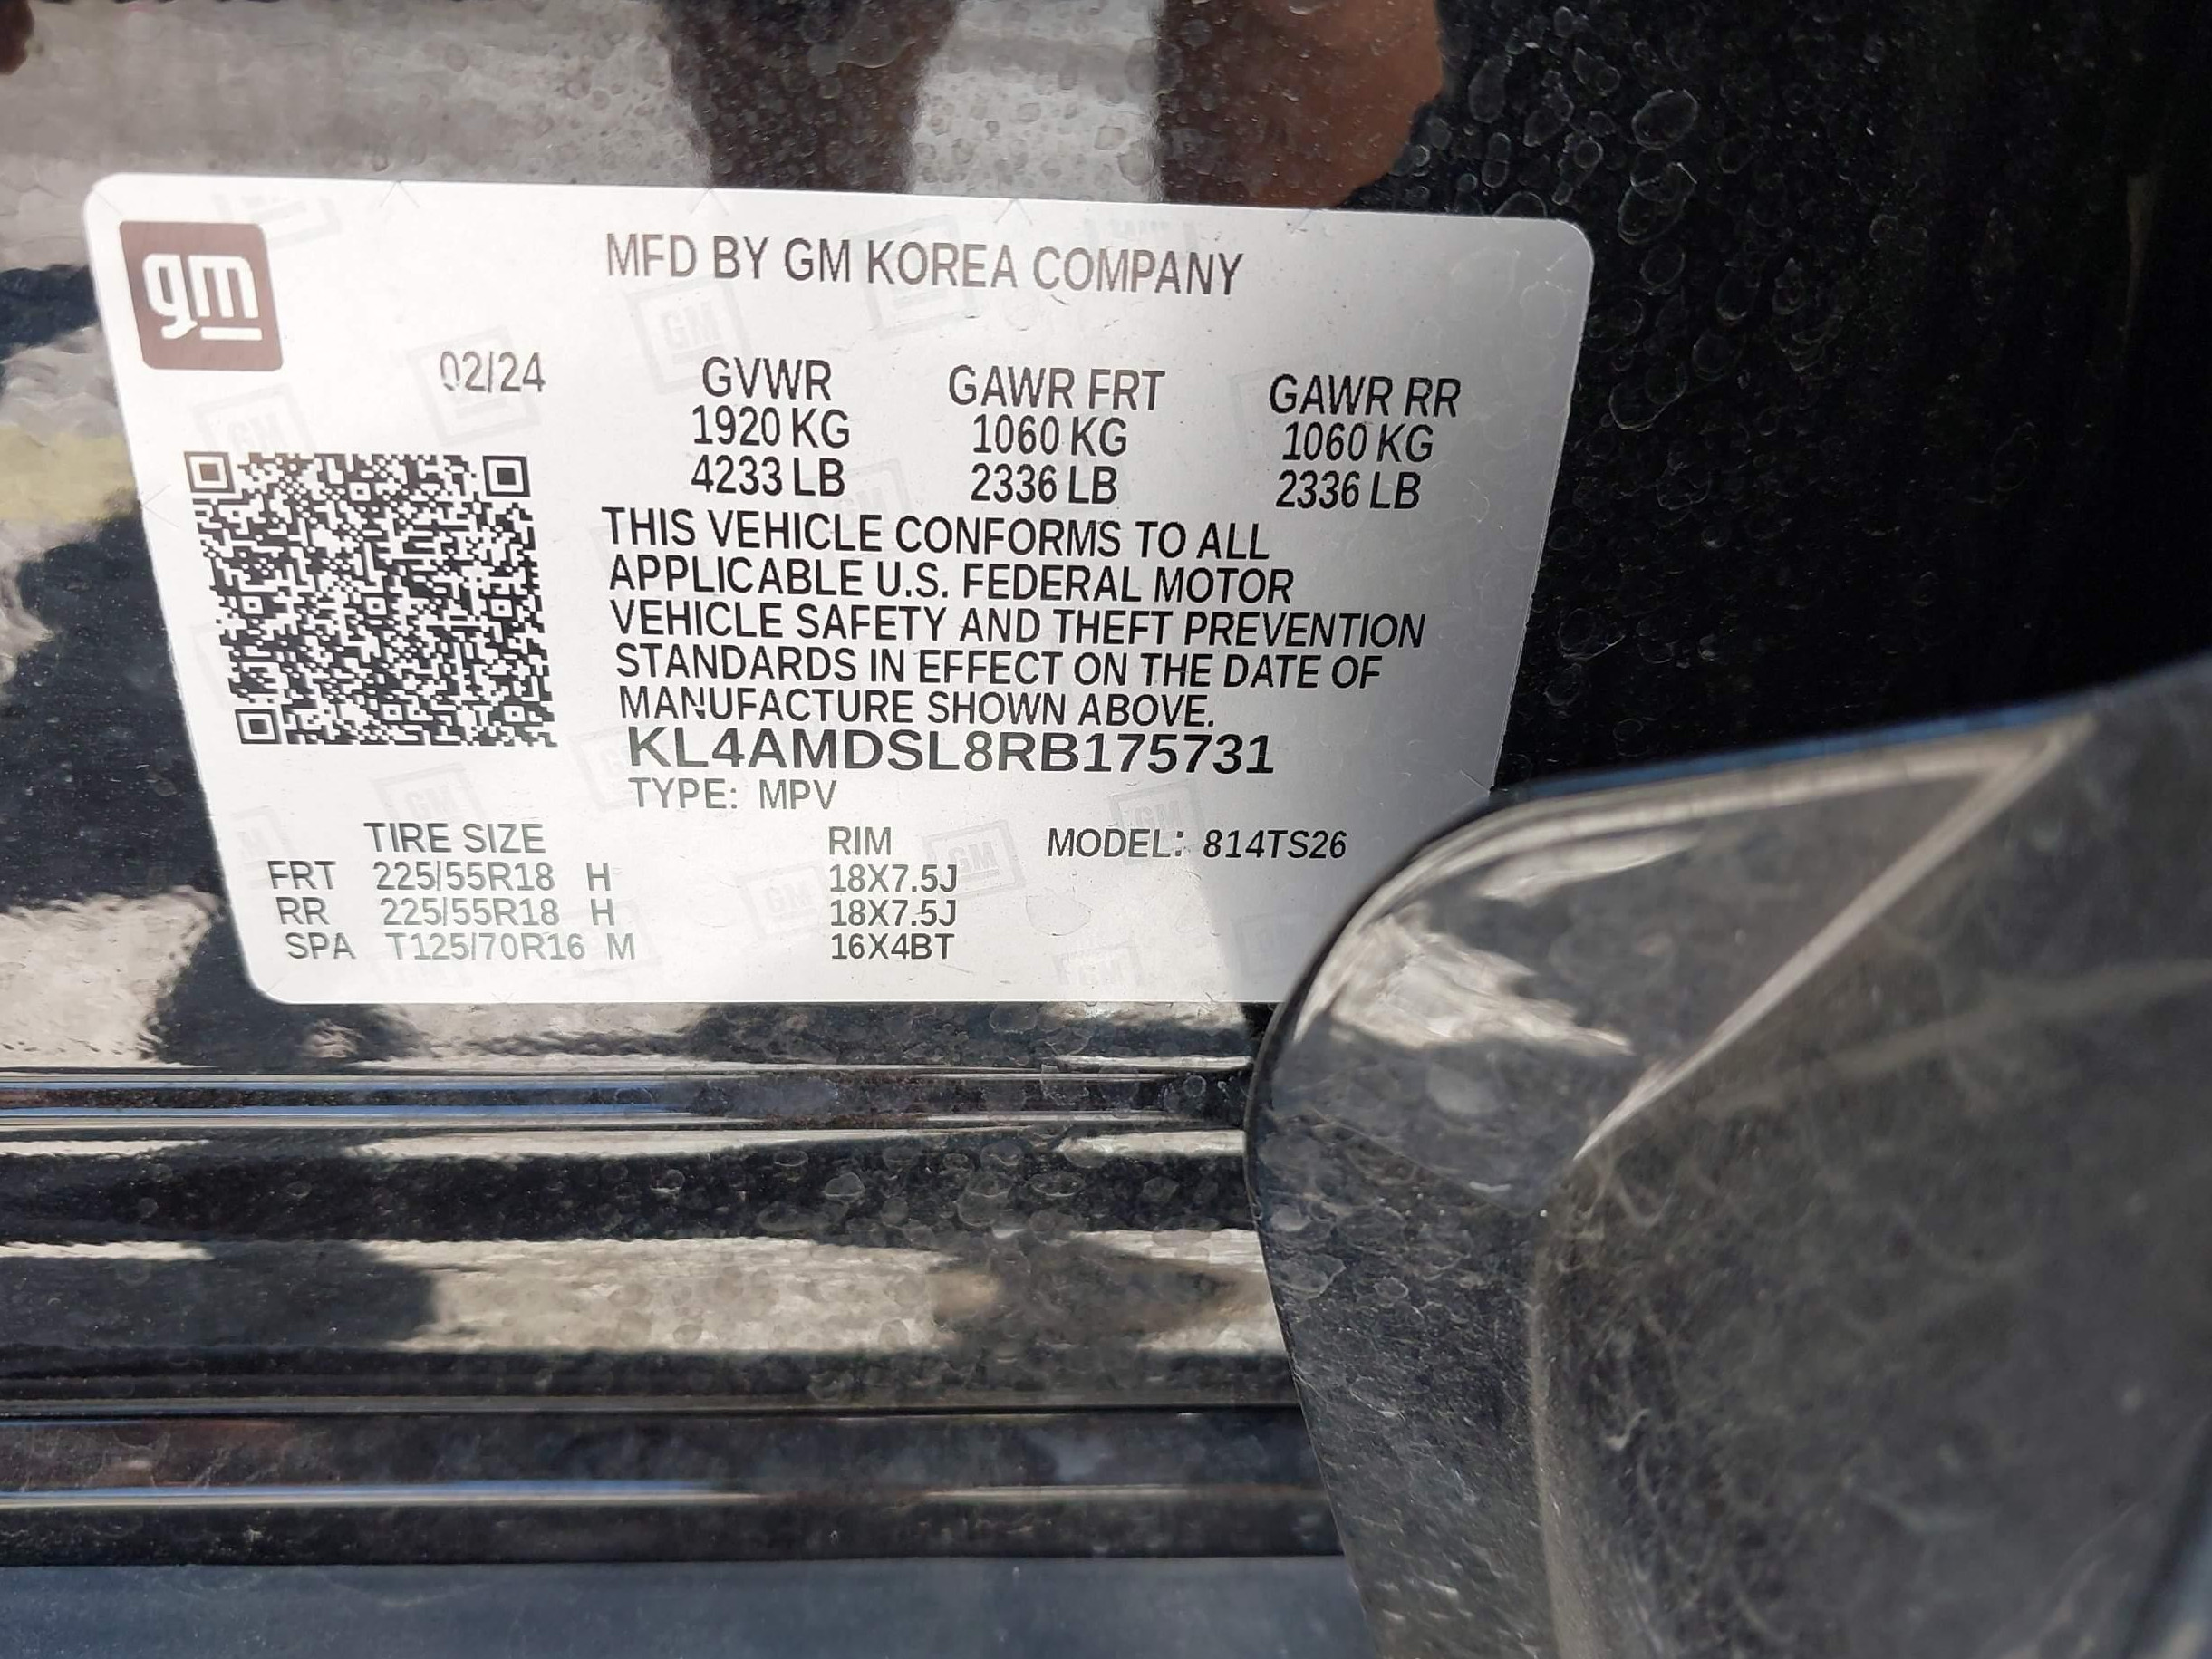 gm
MFD BY GM KOREA COMPANY
02/24 GVWR GAWR FRT GAWR RR
1920 KG 1060 KG 1060 KG
4233 LB 2336 LB 2336 LB
THIS VEHICLE CONFORMS TO ALL
APPLICABLE U.S. FEDERAL MOTOR
VEHICLE SAFETY AND THEFT PREVENTION
STANDARDS IN EFFECT ON THE DATE OF
MANUFACTURE SHOWN ABOVE.
KL4AMDSL8RB175731
TYPE: MPV
TIRE SIZE RIM MODEL: 814TS26
FRT 225/55R18 H 18X7.5J
RR 225/55R18 H 18X7.5J
SPA T125/70R16 M 16X4BT